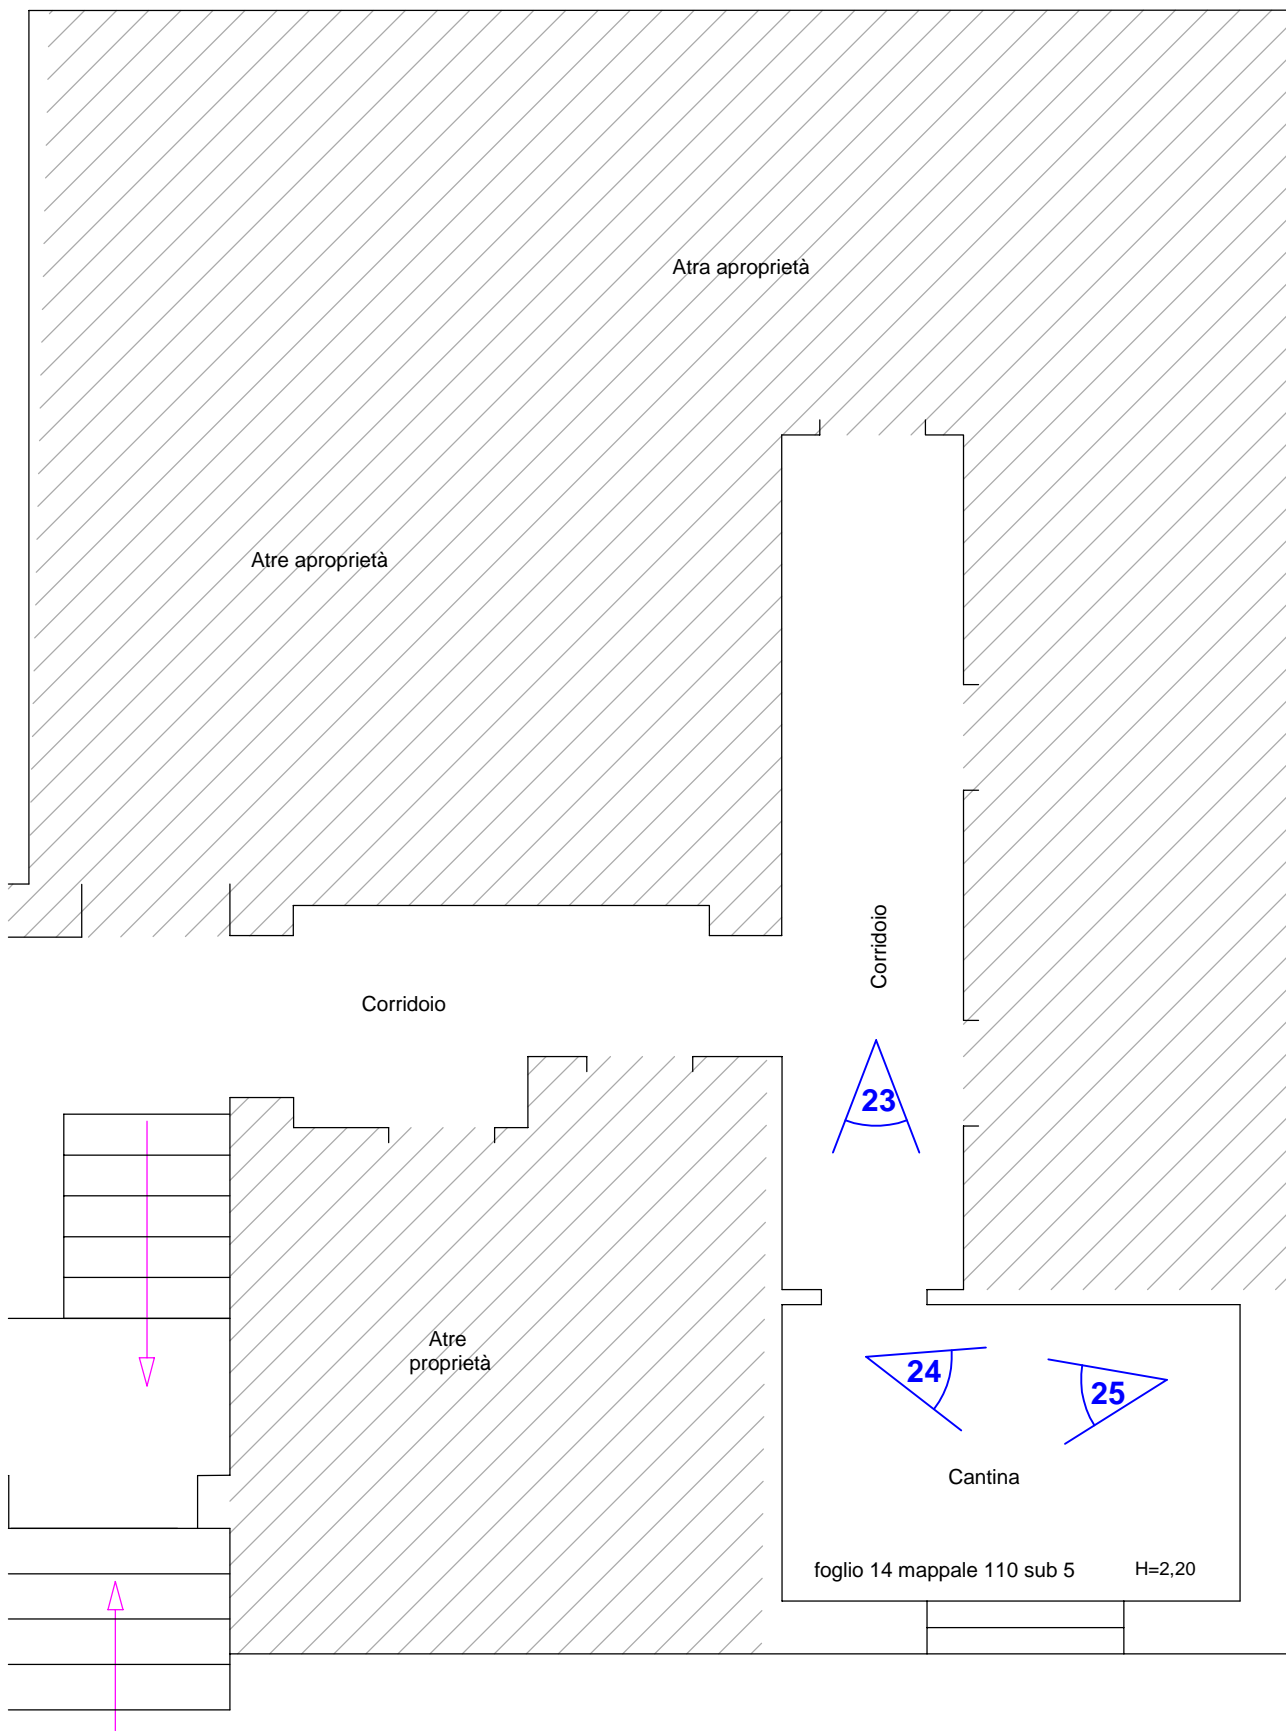 Atra aproprietà
Atre aproprietà
Corridoio
Corridoio
23
Atre
proprietà
24
25
Cantina
foglio 14 mappale 110 sub 5
H=2,20